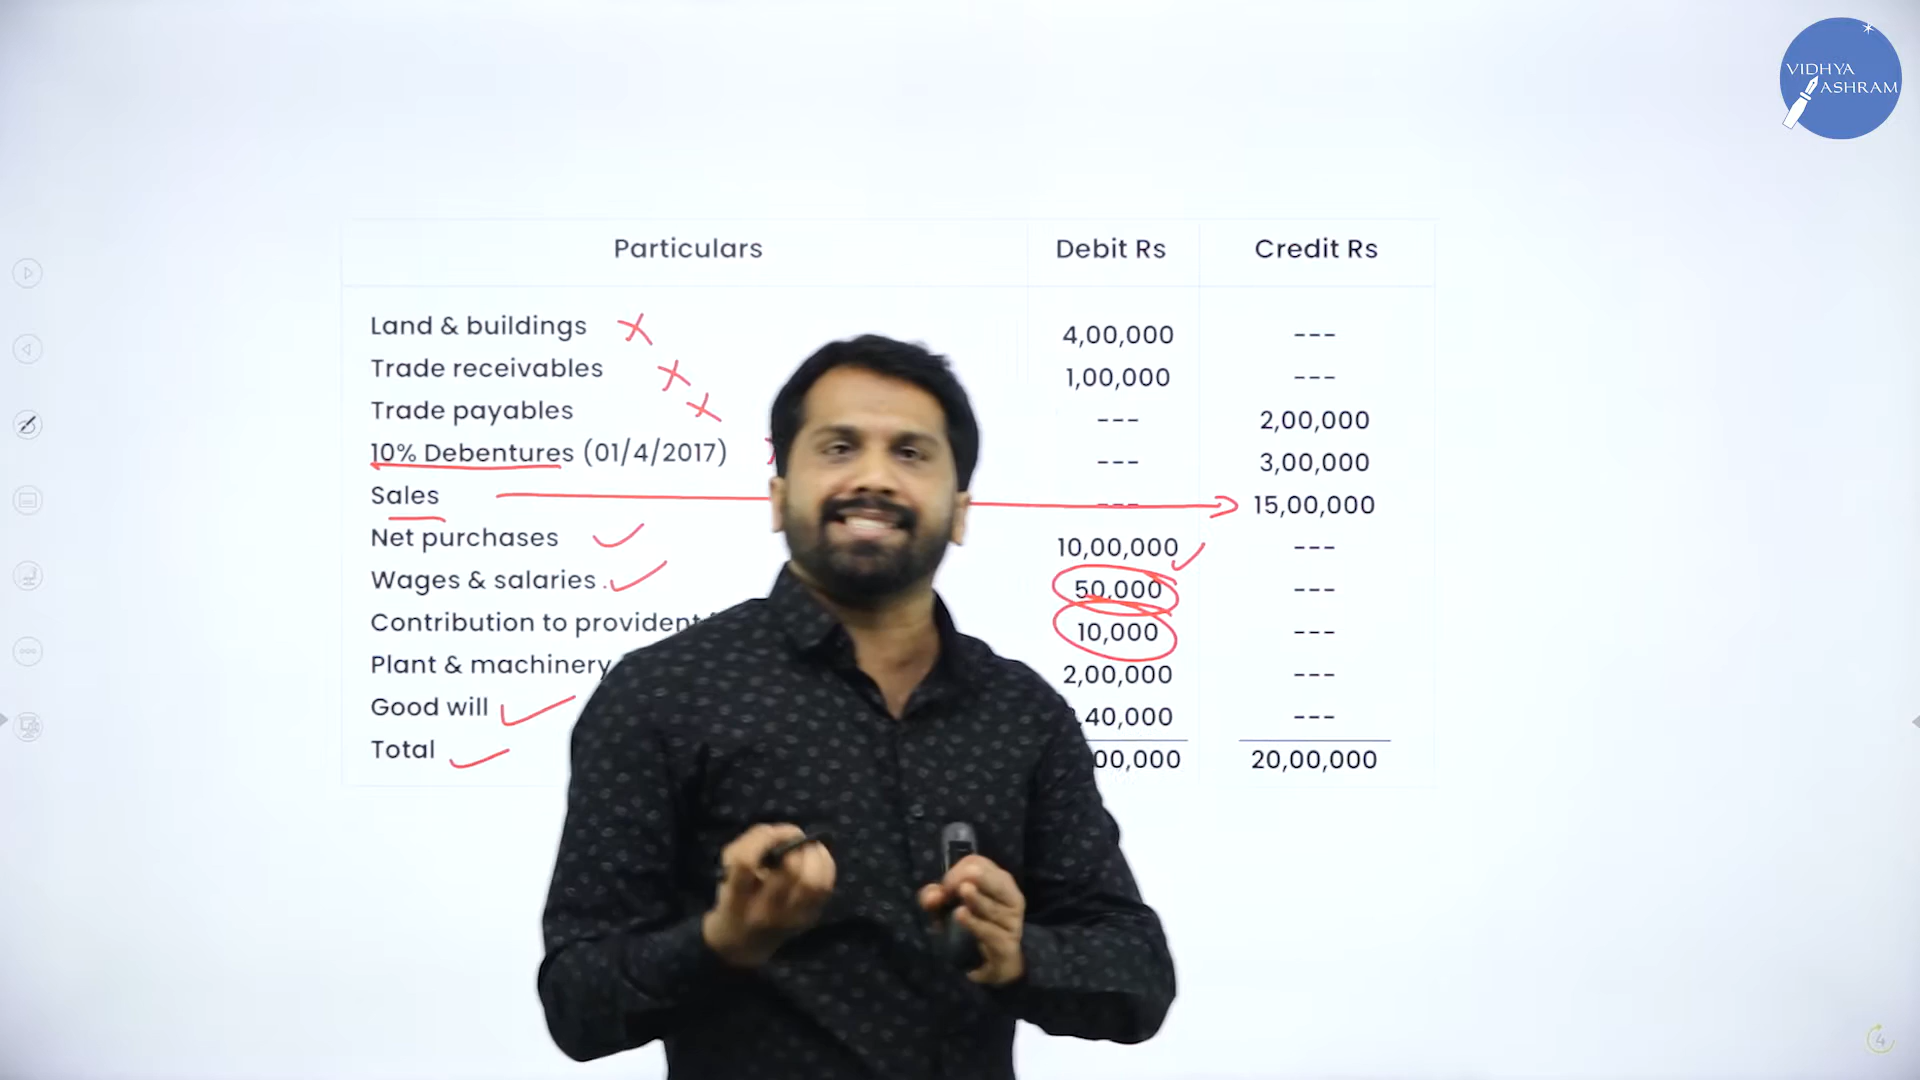 VIDHYA
ASHRAM
Particulars Debit Rs Credit Rs
Land & buildings 4,00,000 ---
Trade receivables 1,00,000 ---
Trade payables --- 2,00,000
10% Debentures (01/4/2017) --- 3,00,000
Sales --- 15,00,000
Net purchases 10,00,000 ---
Wages & salaries 50,000 ---
Contribution to provident 10,000 ---
Plant & machinery 2,00,000 ---
Good will 40,000 ---
Total 00,000 20,00,000
4